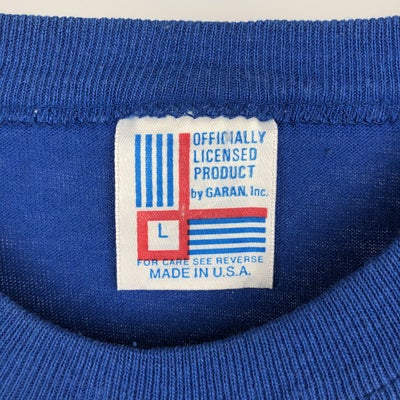 OFFICIALLY
LICENSED
PRODUCT
by GARAN, Inc.
L
FOR CARE SEE REVERSE
MADE IN U.S.A.